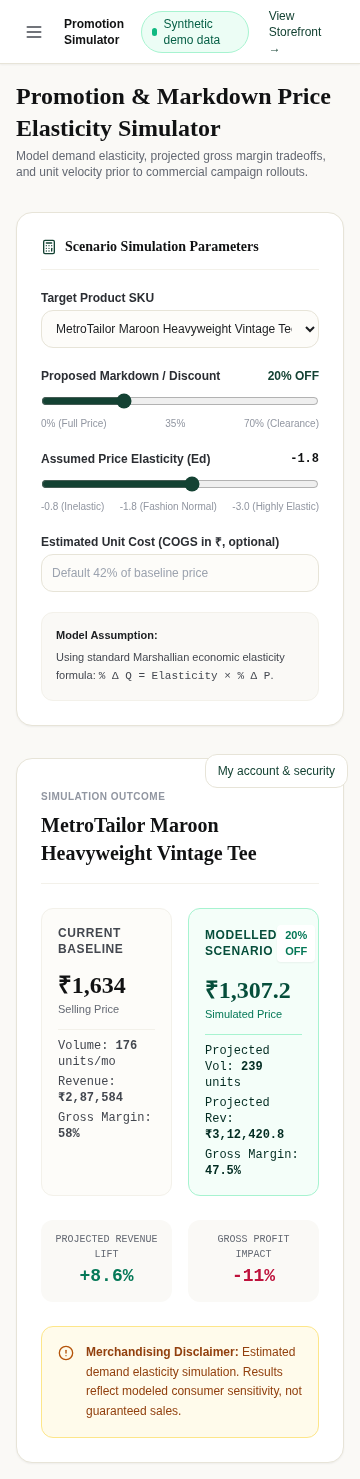 Promotion
Simulator
Synthetic
demo data
View
Storefront
→
Promotion & Markdown Price
Elasticity Simulator
Model demand elasticity, projected gross margin tradeoffs,
and unit velocity prior to commercial campaign rollouts.
Scenario Simulation Parameters
Target Product SKU
MetroTailor Maroon Heavyweight Vintage Te
Proposed Markdown / Discount 20% OFF
0% (Full Price) 35% 70% (Clearance)
Assumed Price Elasticity (Ed) -1.8
-0.8 (Inelastic) -1.8 (Fashion Normal) -3.0 (Highly Elastic)
Estimated Unit Cost (COGS in ₹, optional)
Default 42% of baseline price
Model Assumption:
Using standard Marshallian economic elasticity
formula: % Δ Q = Elasticity × % Δ P.
My account & security
SIMULATION OUTCOME
MetroTailor Maroon
Heavyweight Vintage Tee
CURRENT
BASELINE
₹1,634
Selling Price
Volume: 176
units/mo
Revenue:
₹2,87,584
Gross Margin:
58%
MODELLED
SCENARIO
20%
OFF
₹1,307.2
Simulated Price
Projected
Vol: 239
units
Projected
Rev:
₹3,12,420.8
Gross Margin:
47.5%
PROJECTED REVENUE
LIFT
+8.6%
GROSS PROFIT
IMPACT
-11%
Merchandising Disclaimer: Estimated
demand elasticity simulation. Results
reflect modeled consumer sensitivity, not
guaranteed sales.